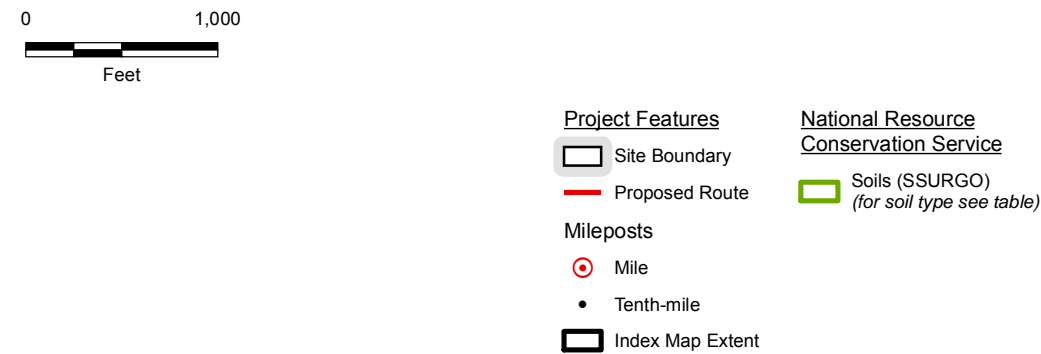 0 1,000
Feet
Project Features
Site Boundary
Proposed Route
Mileposts
Mile
Tenth-mile
Index Map Extent
National Resource
Conservation Service
Soils (SSURGO)
(for soil type see table)